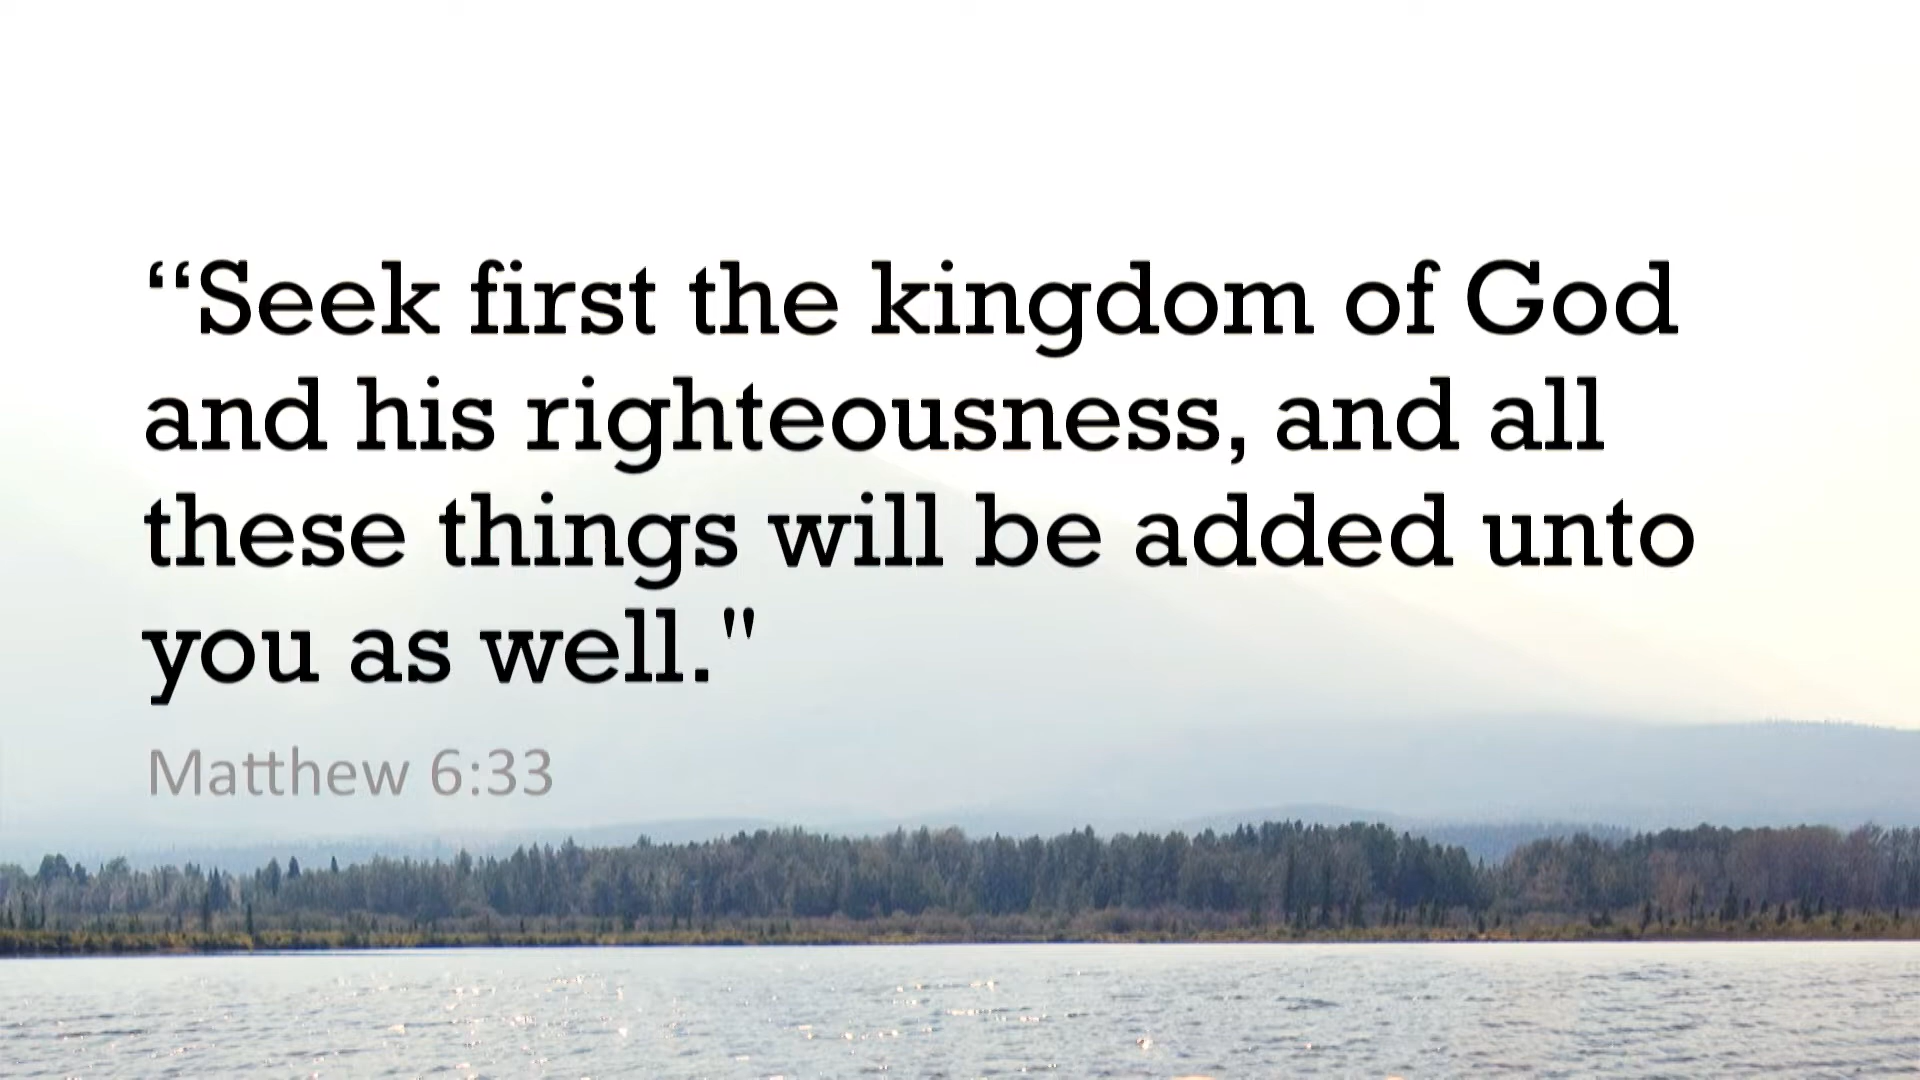 “Seek first the kingdom of God
and his righteousness, and all
these things will be added unto
you as well."
Matthew 6:33